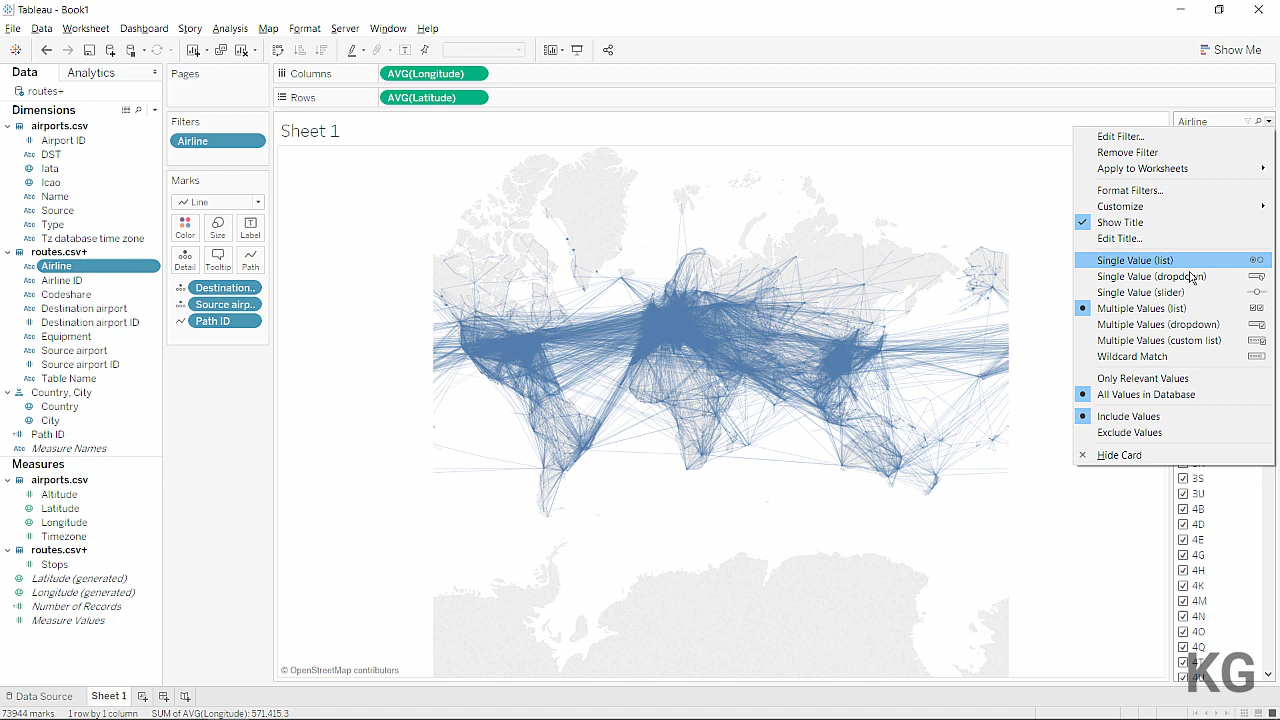 Tableau - Book1
File Data Worksheet Dashboard Story Analysis Map Format Server Window Help
Show Me
Data Analytics
routes+
Dimensions
airports.csv
Airport ID
DST
Iata
Icao
Name
Source
Type
Tz database time zone
routes.csv+
Airline
Airline ID
Codeshare
Destination airport
Destination airport ID
Equipment
Source airport
Source airport ID
Table Name
Country, City
Country
City
Path ID
Measure Names
Measures
airports.csv
Altitude
Latitude
Longitude
Timezone
routes.csv+
Stops
Latitude (generated)
Longitude (generated)
Number of Records
Measure Values
Pages
Filters
Airline
Marks
Line
Color Size Label
Detail Tooltip Path
Destination..
Source airp..
Path ID
Columns AVG(Longitude)
Rows AVG(Latitude)
Sheet 1
© OpenStreetMap contributors
Airline
Edit Filter...
Remove Filter
Apply to Worksheets
Format Filters...
Customize
Show Title
Edit Title...
Single Value (list)
Single Value (dropdown)
Single Value (slider)
Multiple Values (list)
Multiple Values (dropdown)
Multiple Values (custom list)
Wildcard Match
Only Relevant Values
All Values in Database
Include Values
Exclude Values
Hide Card
3S
3U
4B
4D
4E
4G
4H
4K
4M
4N
4O
4Q
KG
Data Source Sheet 1
73944 marks 1 row by 1 column SUM of AVG(Longitude): 571,415.3